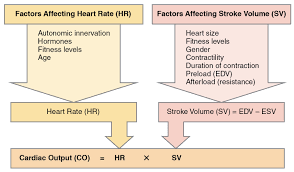 Factors Affecting Heart Rate (HR)
Autonomic innervation
Hormones
Fitness levels
Age
Factors Affecting Stroke Volume (SV)
Heart size
Fitness levels
Gender
Contractility
Duration of contraction
Preload (EDV)
Afterload (resistance)
Heart Rate (HR)
Stroke Volume (SV) = EDV – ESV
Cardiac Output (CO) = HR × SV